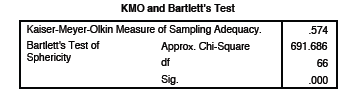 KMO and Bartlett's Test
Kaiser-Meyer-Olkin Measure of Sampling Adequacy. .574
Bartlett's Test of Approx. Chi-Square 691.686
Sphericity
df 66
Sig. .000